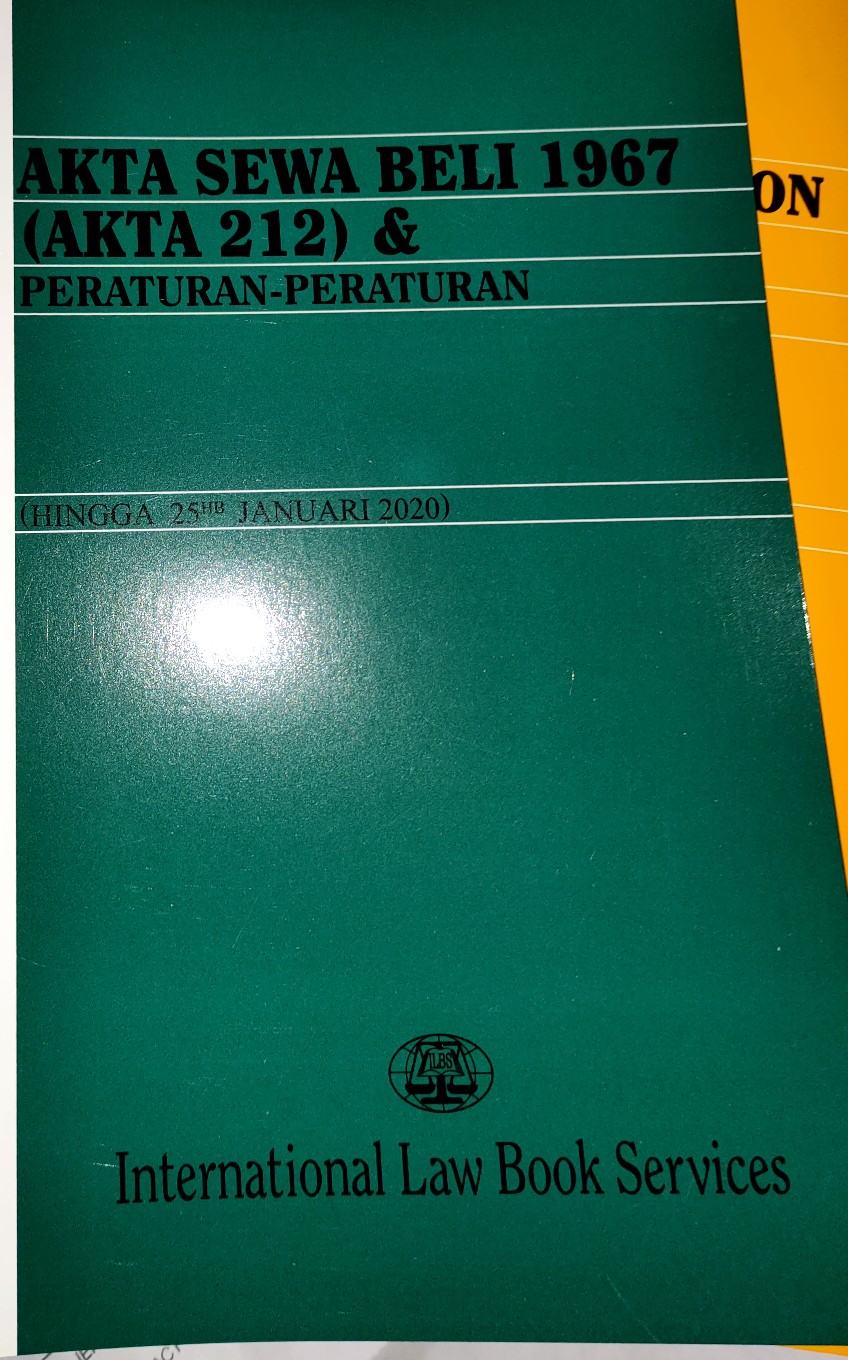 AKTA SEWA BELI 1967
(AKTA 212) &
PERATURAN-PERATURAN
ON
(HINGGA 25HB JANUARI 2020)
ILBS
International Law Book Services